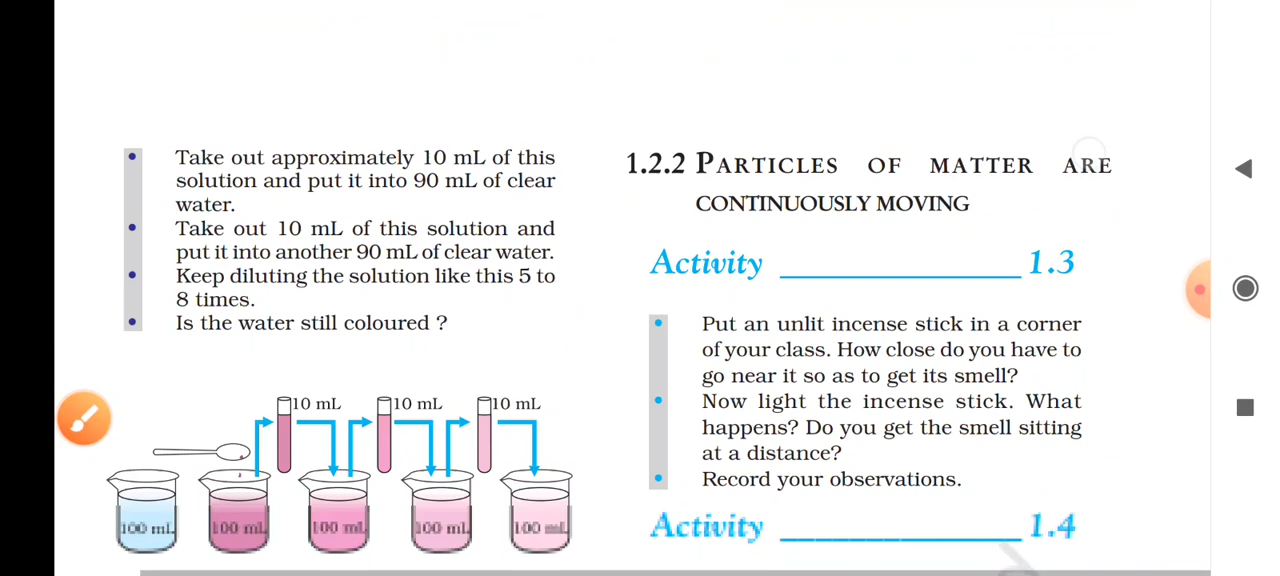 Take out approximately 10 mL of this
solution and put it into 90 mL of clear
water.
Take out 10 mL of this solution and
put it into another 90 mL of clear water.
Keep diluting the solution like this 5 to
8 times.
Is the water still coloured ?
10 mL 10 mL 10 mL
100 mL 100 mL 100 mL 100 mL 100 mL
1.2.2 PARTICLES OF MATTER ARE
CONTINUOUSLY MOVING
Activity ______________ 1.3
Put an unlit incense stick in a corner
of your class. How close do you have to
go near it so as to get its smell?
Now light the incense stick. What
happens? Do you get the smell sitting
at a distance?
Record your observations.
Activity ______________ 1.4